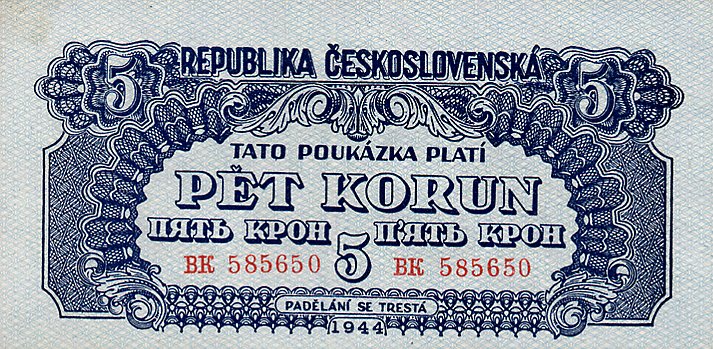 5 REPUBLIKA ČESKOSLOVENSKÁ 5
TATO POUKÁZKA PLATÍ
PĚT KORUN
ПЯТЬ КРОН П'ЯТЬ КРОН
ВК 585650 5 ВК 585650
PADĚLÁNÍ SE TRESTÁ
1944